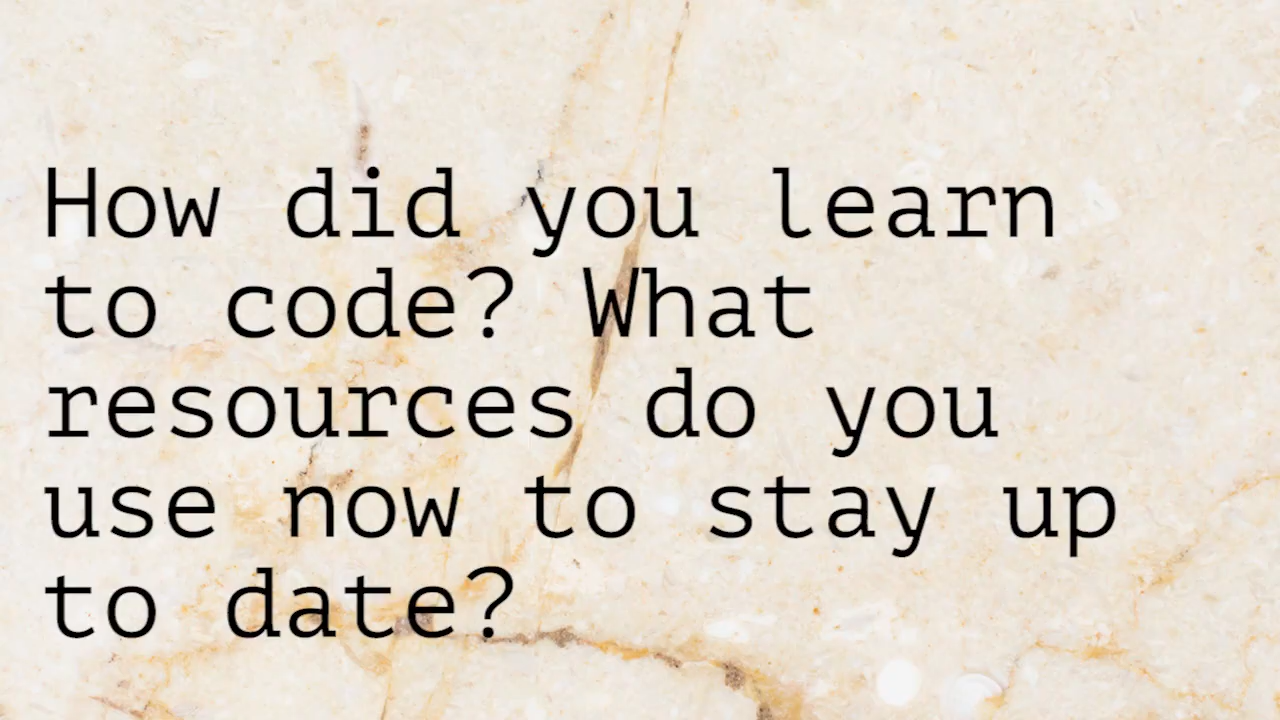 How did you learn
to code? What
resources do you
use now to stay up
to date?